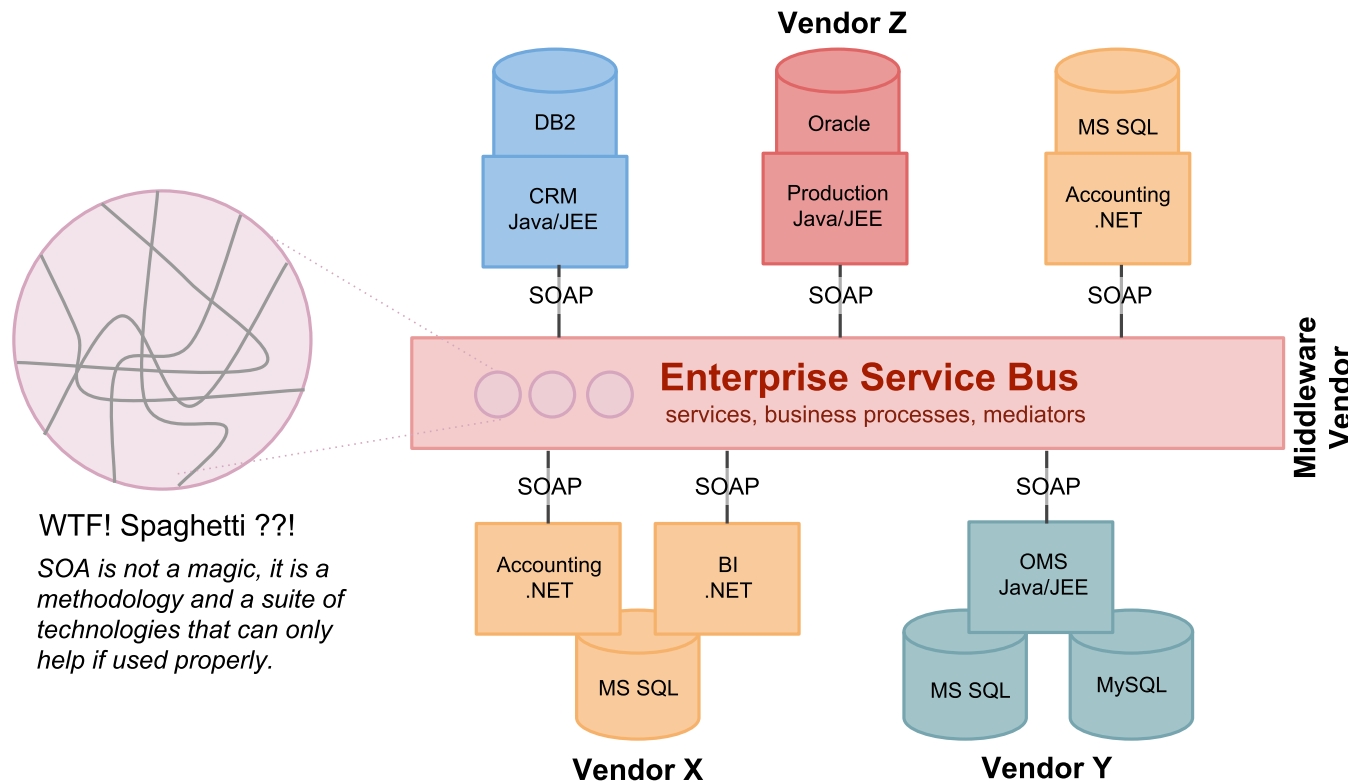 Vendor Z
DB2
CRM
Java/JEE
SOAP
Oracle
Production
Java/JEE
SOAP
MS SQL
Accounting
.NET
SOAP
Enterprise Service Bus
services, business processes, mediators
Middleware
Vendor
WTF! Spaghetti ??!
SOA is not a magic, it is a
methodology and a suite of
technologies that can only
help if used properly.
SOAP
Accounting
.NET
SOAP
BI
.NET
MS SQL
Vendor X
SOAP
OMS
Java/JEE
MS SQL
MySQL
Vendor Y